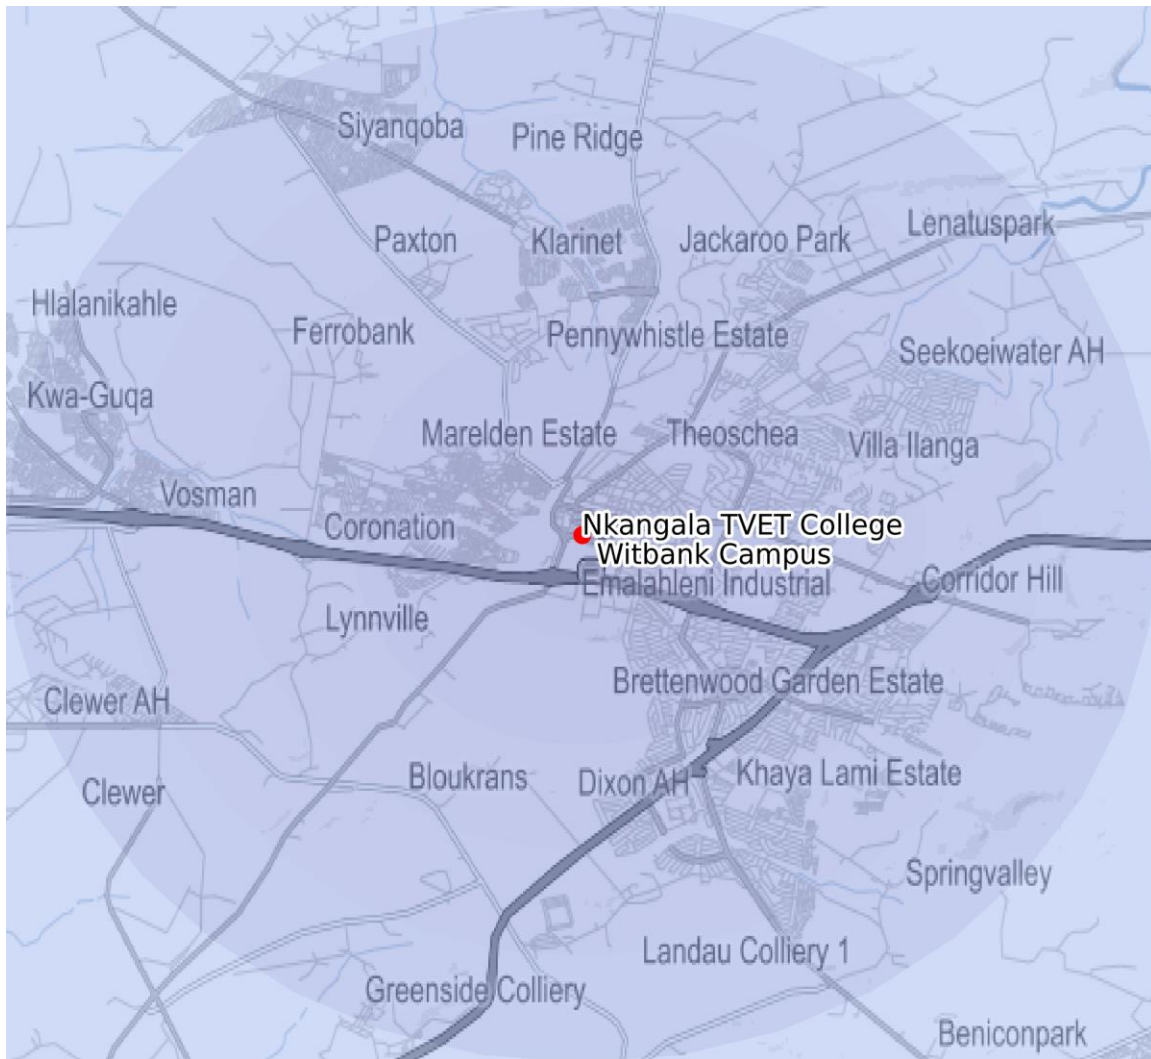 Siyanqoba
Pine Ridge
Paxton
Klarinet
Jackaroo Park
Lenatuspark
Hlalanikahle
Ferrobank
Pennywhistle Estate
Seekoeiwater AH
Kwa-Guqa
Marelden Estate
Theoschea
Villa Ilanga
Vosman
Coronation
Nkangala TVET College
Witbank Campus
Emalahleni Industrial
Corridor Hill
Lynnville
Brettenwood Garden Estate
Clewer AH
Bloukrans
Dixon AH
Khaya Lami Estate
Clewer
Springvalley
Landau Colliery 1
Greenside Colliery
Beniconpark